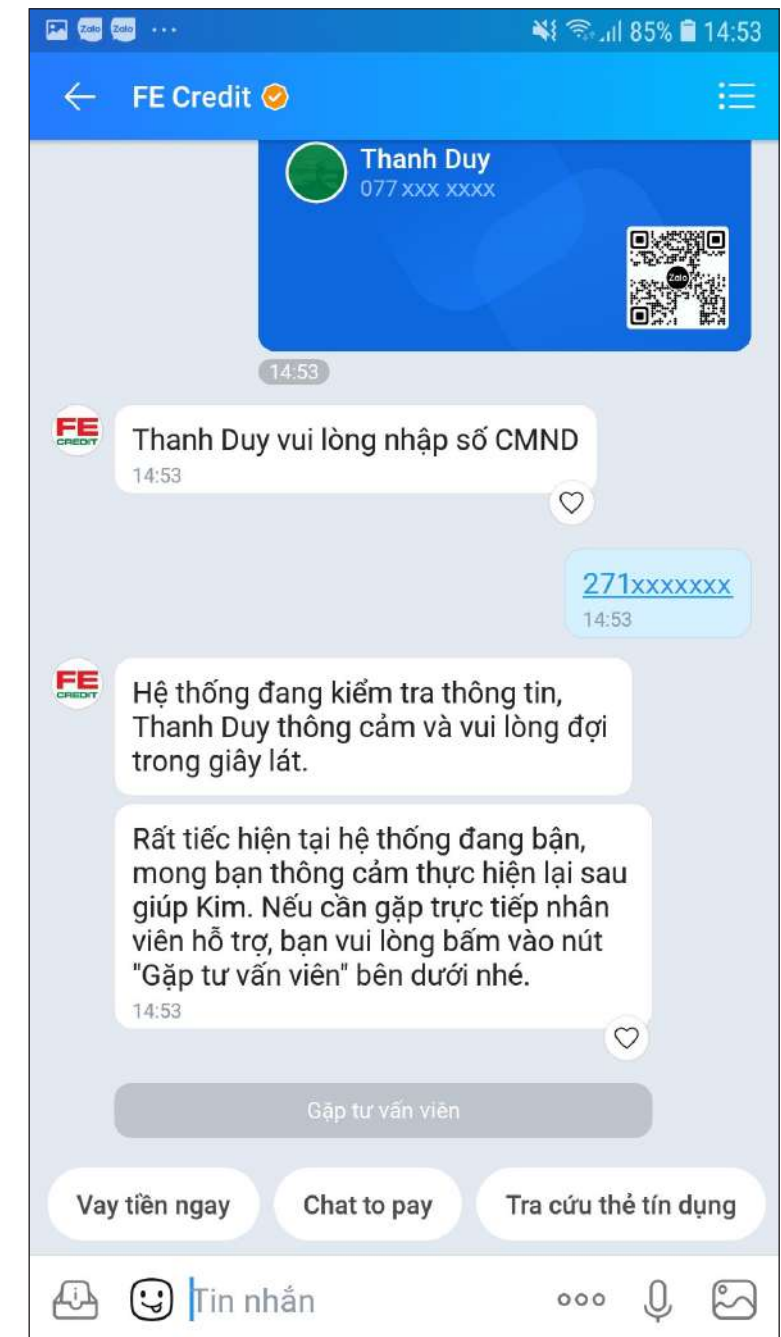 Zalo Zalo ... 85% 14:53
FE Credit
Thanh Duy
077 xxx xxxx
Zalo
14:53
FE
CREDIT
Thanh Duy vui lòng nhập số CMND
14:53
271xxxxxxx
14:53
FE
CREDIT
Hệ thống đang kiểm tra thông tin,
Thanh Duy thông cảm và vui lòng đợi
trong giây lát.
Rất tiếc hiện tại hệ thống đang bận,
mong bạn thông cảm thực hiện lại sau
giúp Kim. Nếu cần gặp trực tiếp nhân
viên hỗ trợ, bạn vui lòng bấm vào nút
"Gặp tư vấn viên" bên dưới nhé.
14:53
Gặp tư vấn viên
Vay tiền ngay Chat to pay Tra cứu thẻ tín dụng
Tin nhắn